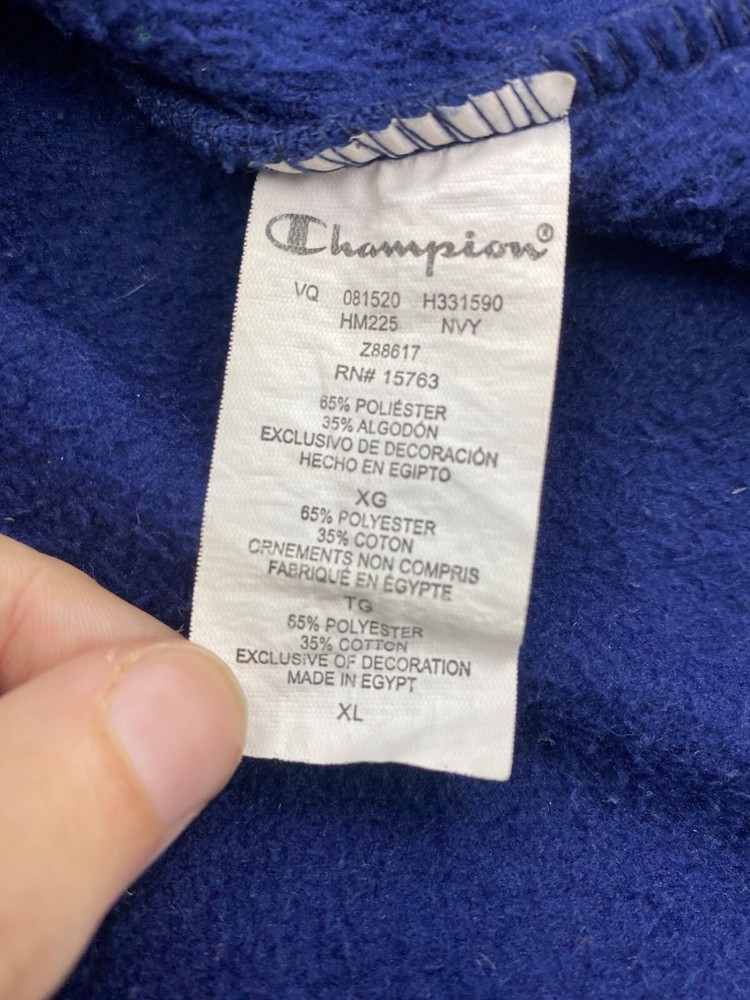 Champion®
VQ 081520 H331590
HM225 NVY
Z88617
RN# 15763
65% POLIÉSTER
35% ALGODÓN
EXCLUSIVO DE DECORACIÓN
HECHO EN EGIPTO
XG
65% POLYESTER
35% COTON
ORNEMENTS NON COMPRIS
FABRIQUÉ EN ÉGYPTE
TG
65% POLYESTER
35% COTTON
EXCLUSIVE OF DECORATION
MADE IN EGYPT
XL